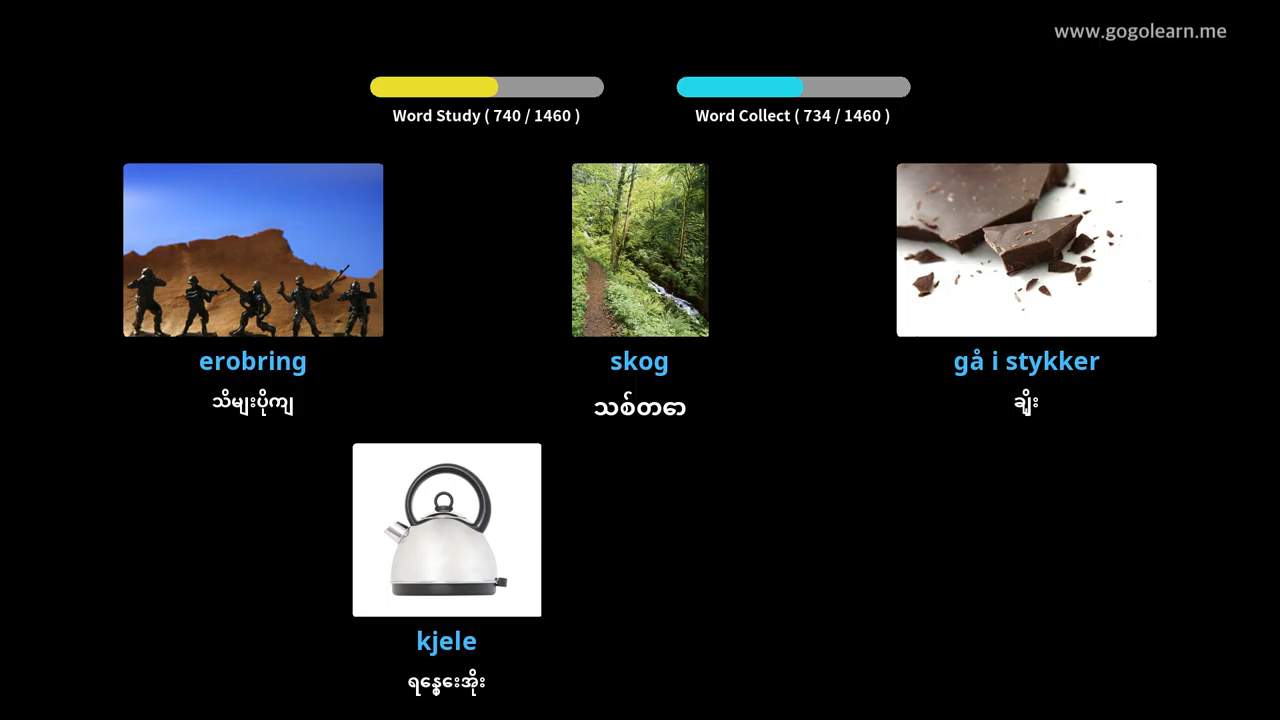 www.gogolearn.me
Word Study ( 740 / 1460 )
Word Collect ( 734 / 1460 )
erobring
skog
gå i stykker
သိမျးပိုကျ
သစ်တဓော
ချိုး
kjele
ရနွေေးအိုး